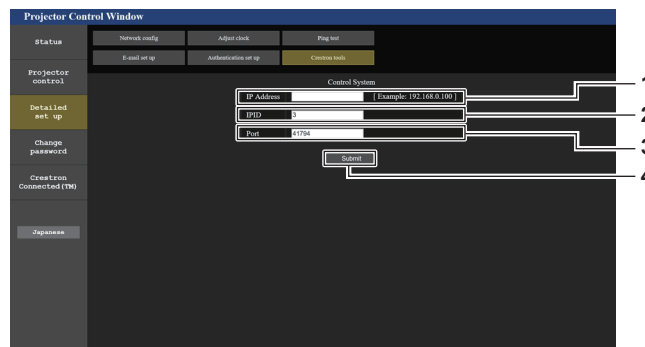 Projector Control Window
Status
Network config
Adjust clock
Ping test
E-mail set up
Authentication set up
Crestron tools
Projector
control
Detailed
set up
Change
password
Crestron
Connected(TM)
Japanese
Control System
IP Address
[ Example: 192.168.0.100 ]
1
IPID
3
2
Port
41794
3
Submit
4